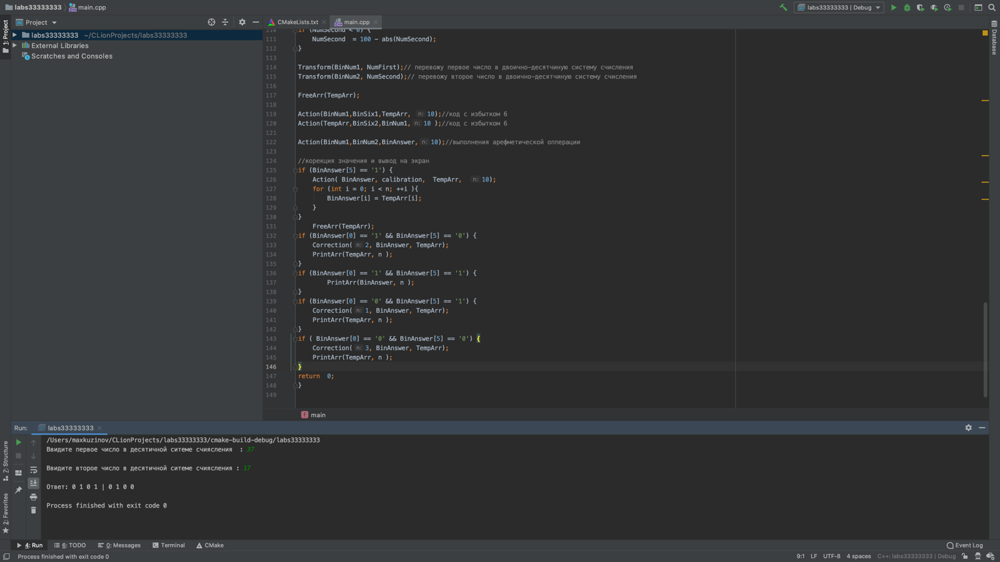 labs33333333 main.cpp
labs33333333 | Debug
Project
CMakeLists.txt
main.cpp
1: Project
labs33333333 ~/CLionProjects/labs33333333
External Libraries
Scratches and Consoles
Database
110 if (NumSecond < 0) {
111 NumSecond = 100 - abs(NumSecond);
112 }
113
114 Transform(BinNum1, NumFirst);// перевожу первое число в двоично-десятчиную систему счисления
115 Transform(BinNum2, NumSecond);// перевожу второе число в двоично-десятчиную систему счисления
116
117 FreeArr(TempArr);
118
119 Action(BinNum1,BinSix1,TempArr, n: 10);//код с избытком 6
120 Action(TempArr,BinSix2,BinNum1, n: 10 );//код с избытком 6
121
122 Action(BinNum1,BinNum2,BinAnswer, n: 10);//выполнения арефметической опперации
123
124 //корекция значения и вывод на экран
125 if (BinAnswer[5] == '1') {
126 Action( BinAnswer, calibration, TempArr, n: 10);
127 for (int i = 0; i < n; ++i ){
128 BinAnswer[i] = TempArr[i];
129 }
130 }
131 FreeArr(TempArr);
132 if (BinAnswer[0] == '1' && BinAnswer[5] == '0') {
133 Correction( n: 2, BinAnswer, TempArr);
134 PrintArr(TempArr, n );
135 }
136 if (BinAnswer[0] == '1' && BinAnswer[5] == '1') {
137 PrintArr(BinAnswer, n );
138 }
139 if (BinAnswer[0] == '0' && BinAnswer[5] == '1') {
140 Correction( n: 1, BinAnswer, TempArr);
141 PrintArr(TempArr, n );
142 }
143 if ( BinAnswer[0] == '0' && BinAnswer[5] == '0') {
144 Correction( n: 3, BinAnswer, TempArr);
145 PrintArr(TempArr, n );
146 }
147 return 0;
148 }
149
f main
Run: labs33333333
/Users/maxkuzinov/CLionProjects/labs33333333/cmake-build-debug/labs33333333
Ввидите первое число в десятичной ситеме счиясления : 37
Ввидите второе число в десятичной ситеме счиясления : 17
Ответ: 0 1 0 1 | 0 1 0 0
Process finished with exit code 0
Z: Structure
2: Favorites
4: Run
6: TODO
0: Messages
Terminal
CMake
Event Log
Process finished with exit code 0
9:1 LF UTF-8 4 spaces C++: labs33333333 | Debug